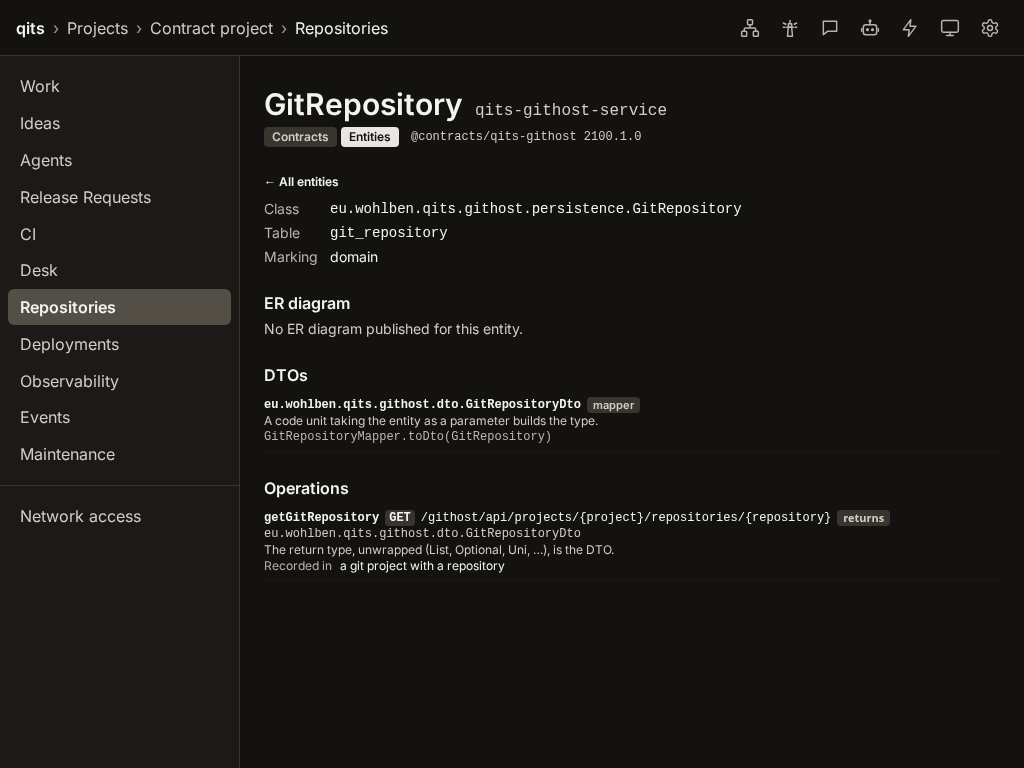 qits › Projects › Contract project › Repositories
Work
Ideas
Agents
Release Requests
CI
Desk
Repositories
Deployments
Observability
Events
Maintenance
Network access
GitRepository qits-githost-service
Contracts Entities @contracts/qits-githost 2100.1.0
← All entities
Class eu.wohlben.qits.githost.persistence.GitRepository
Table git_repository
Marking domain
ER diagram
No ER diagram published for this entity.
DTOs
eu.wohlben.qits.githost.dto.GitRepositoryDto mapper
A code unit taking the entity as a parameter builds the type.
GitRepositoryMapper.toDto(GitRepository)
Operations
getGitRepository GET /githost/api/projects/{project}/repositories/{repository} returns
eu.wohlben.qits.githost.dto.GitRepositoryDto
The return type, unwrapped (List, Optional, Uni, …), is the DTO.
Recorded in a git project with a repository